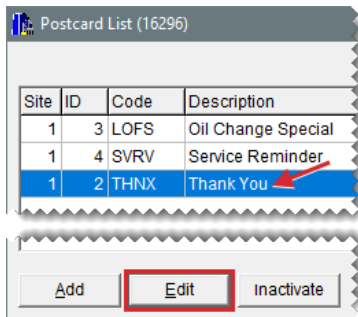 Postcard List (16296)
Site ID Code Description
1 3 LOFS Oil Change Special
1 4 SVRV Service Reminder
1 2 THNX Thank You
Add Edit Inactivate